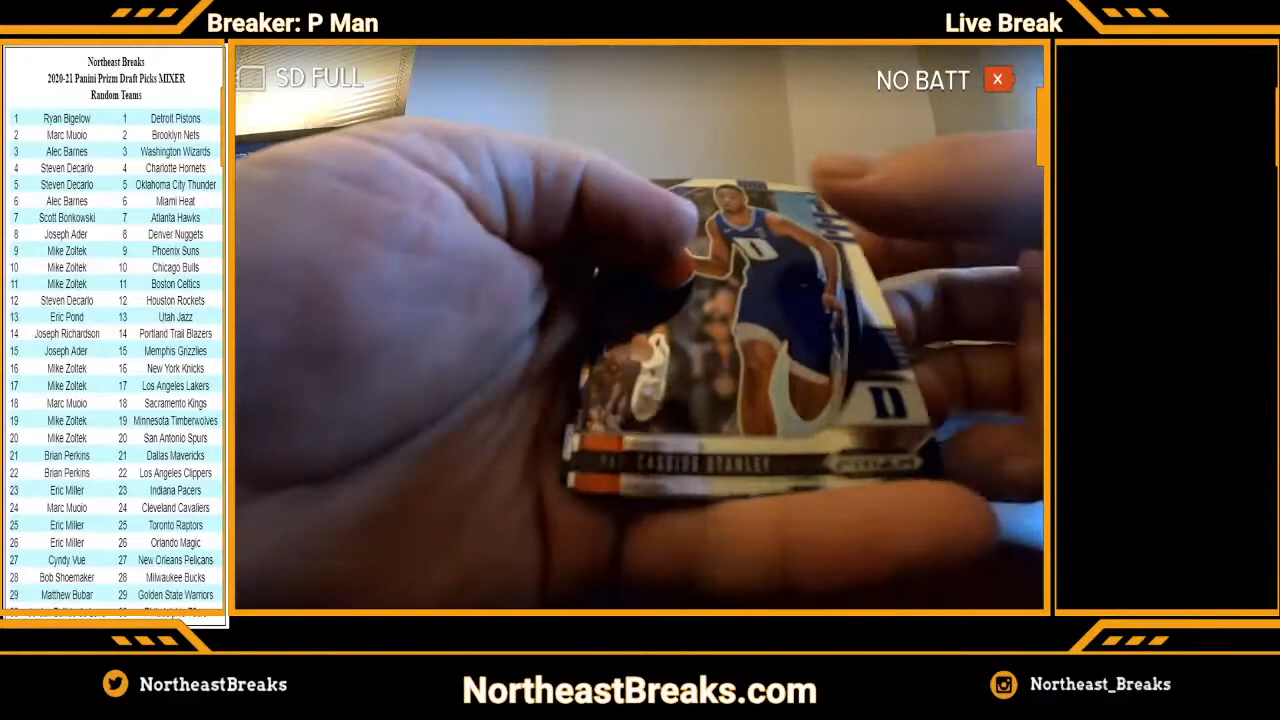 Breaker: P Man
Live Break
Northeast Breaks
2020-21 Panini Prizm Draft Picks MIXER
Random Teams
1 Ryan Bigelow 1 Detroit Pistons
2 Marc Muoio 2 Brooklyn Nets
3 Alec Barnes 3 Washington Wizards
4 Steven Decarlo 4 Charlotte Hornets
5 Steven Decarlo 5 Oklahoma City Thunder
6 Alec Barnes 6 Miami Heat
7 Scott Bonkowski 7 Atlanta Hawks
8 Joseph Ader 8 Denver Nuggets
9 Mike Zoltek 9 Phoenix Suns
10 Mike Zoltek 10 Chicago Bulls
11 Mike Zoltek 11 Boston Celtics
12 Steven Decarlo 12 Houston Rockets
13 Eric Pond 13 Utah Jazz
14 Joseph Richardson 14 Portland Trail Blazers
15 Joseph Ader 15 Memphis Grizzlies
16 Mike Zoltek 16 New York Knicks
17 Mike Zoltek 17 Los Angeles Lakers
18 Marc Muoio 18 Sacramento Kings
19 Mike Zoltek 19 Minnesota Timberwolves
20 Mike Zoltek 20 San Antonio Spurs
21 Brian Perkins 21 Dallas Mavericks
22 Brian Perkins 22 Los Angeles Clippers
23 Eric Miller 23 Indiana Pacers
24 Marc Muoio 24 Cleveland Cavaliers
25 Eric Miller 25 Toronto Raptors
26 Eric Miller 26 Orlando Magic
27 Cyndy Vue 27 New Orleans Pelicans
28 Bob Shoemaker 28 Milwaukee Bucks
29 Matthew Bubar 29 Golden State Warriors
SD FULL
NO BATT x
D
D
CASSIUS STANLEY
PRIZM
NortheastBreaks
NortheastBreaks.com
Northeast_Breaks